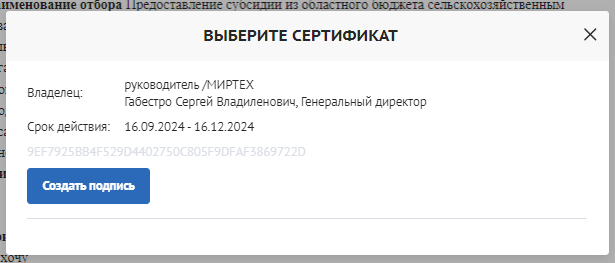 именование отбора Предоставление субсидии из областного бюджета сельскохозяйственным
ВЫБЕРИТЕ СЕРТИФИКАТ
Владелец:
руководитель /МИРТЕХ
Габестро Сергей Владиленович, Генеральный директор
Срок действия: 16.09.2024 - 16.12.2024
9EF7925BB4F529D4402750C805F9DFAF3869722D
Создать подпись
хочу